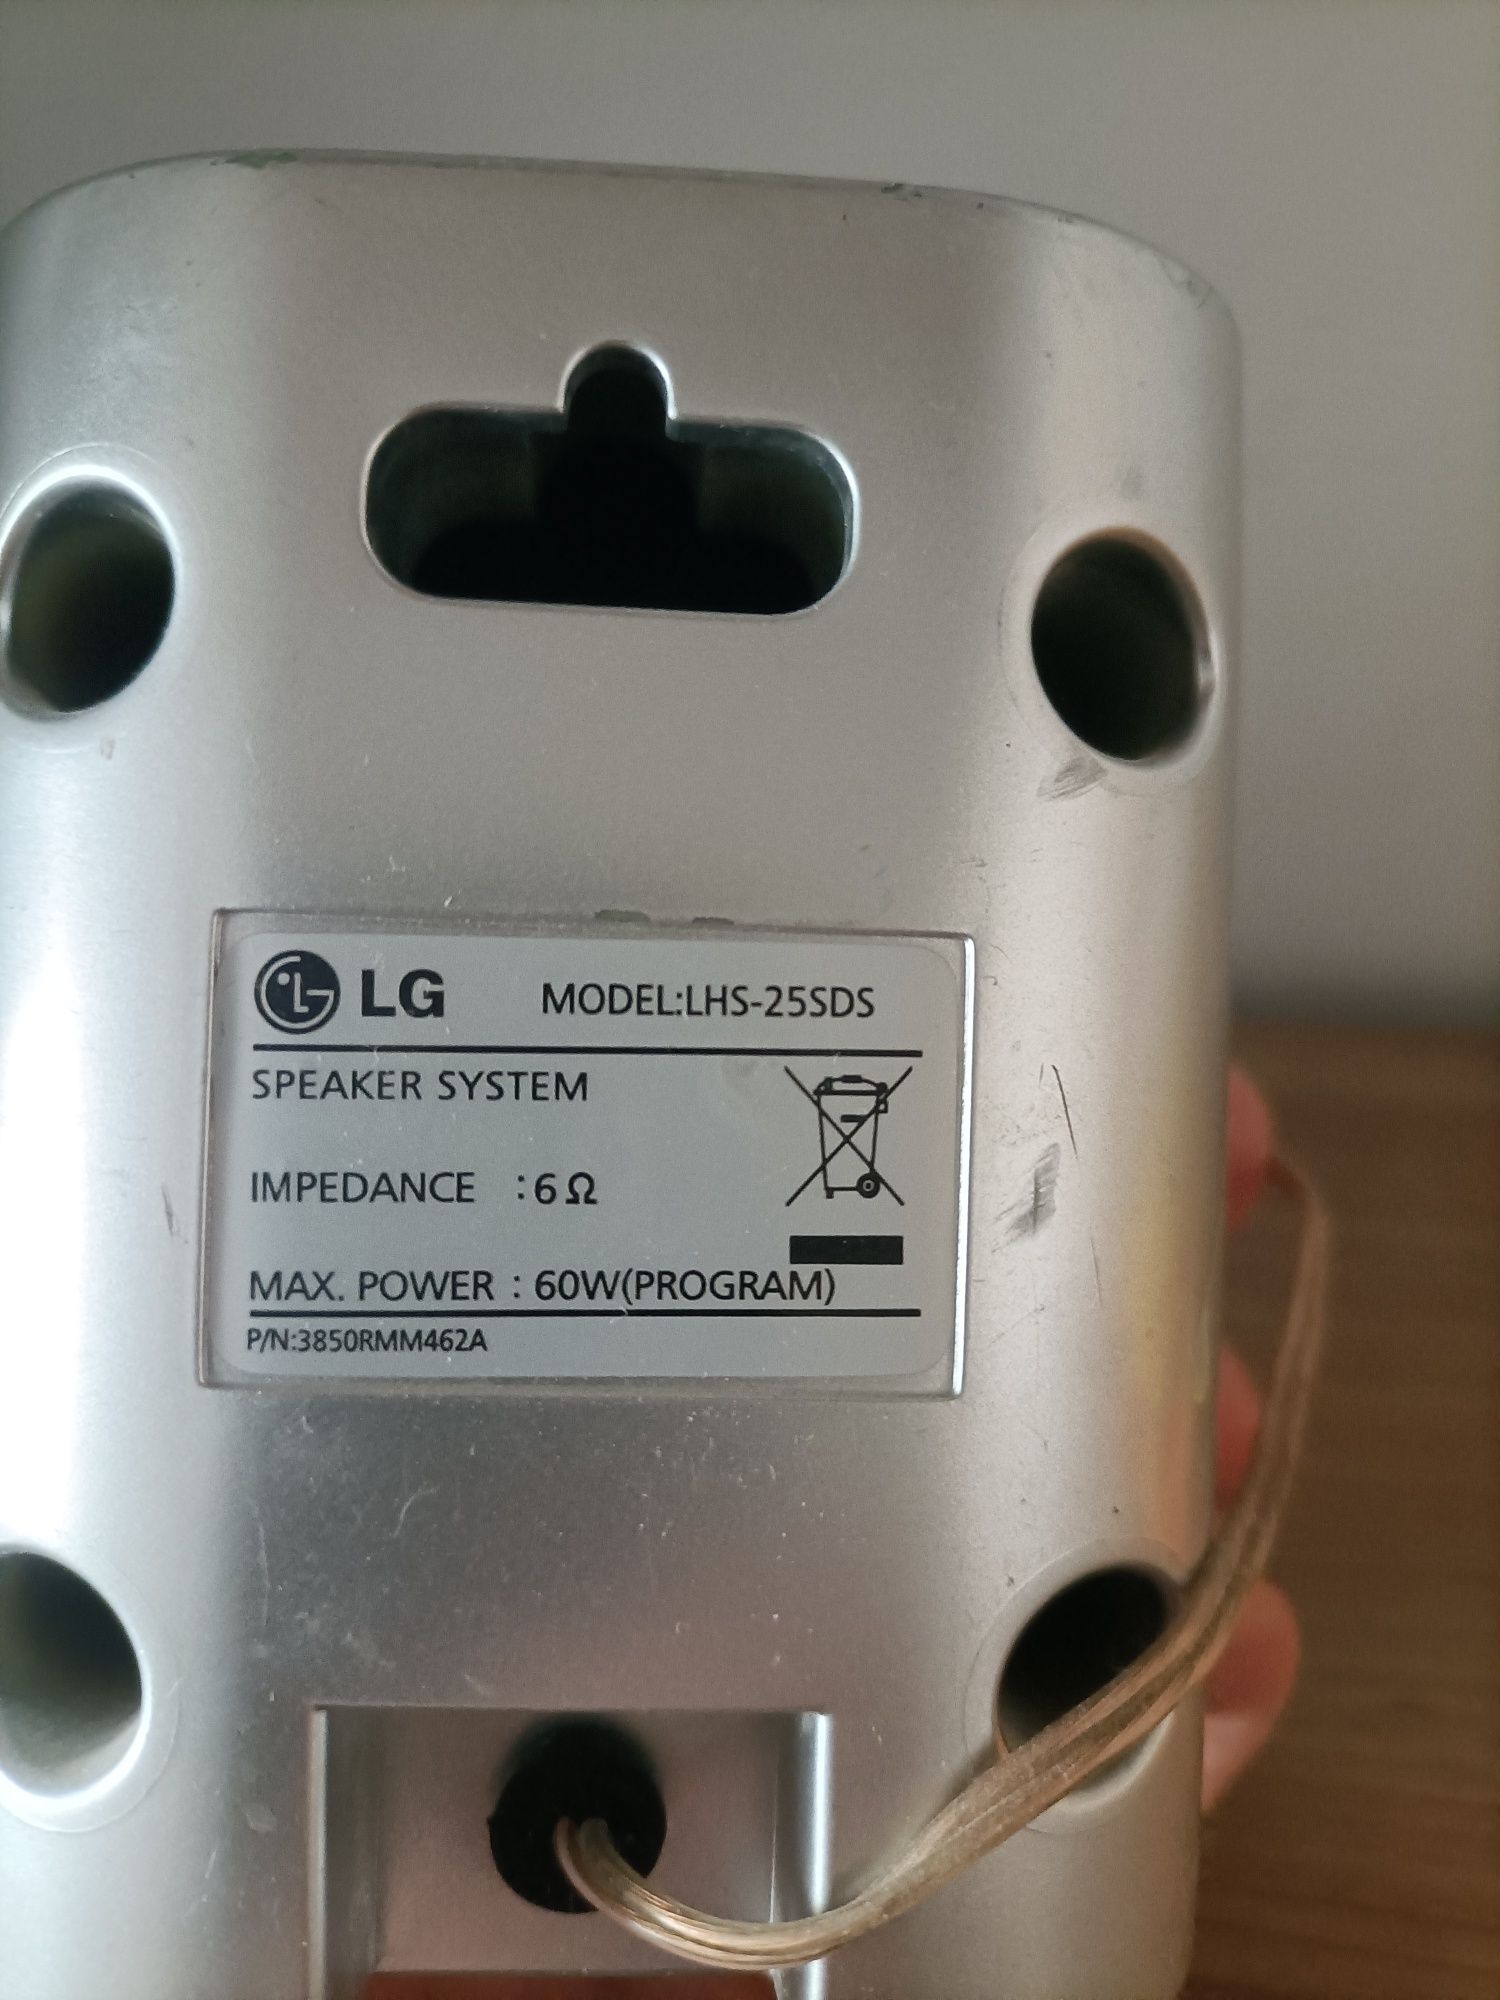 LG MODEL:LHS-25SDS
SPEAKER SYSTEM
IMPEDANCE :6Ω
MAX. POWER : 60W(PROGRAM)
P/N:3850RMM462A